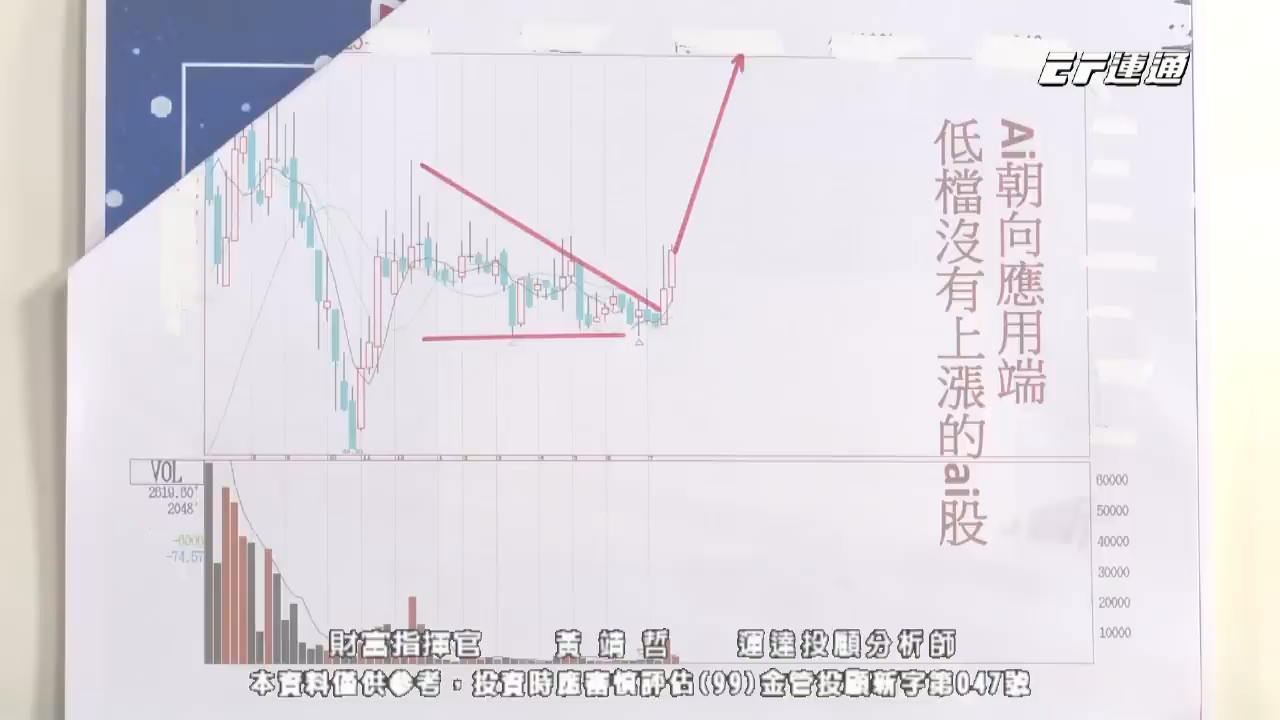 運通
Ai朝向應用端
低檔沒有上漲的ai股
VOL
2048
-74.57
60000
50000
40000
30000
20000
10000
財富指揮官 黃靖哲 運達投顧分析師
本資料僅供參考，投資時應審慎評估(99)金管投顧新字第047號